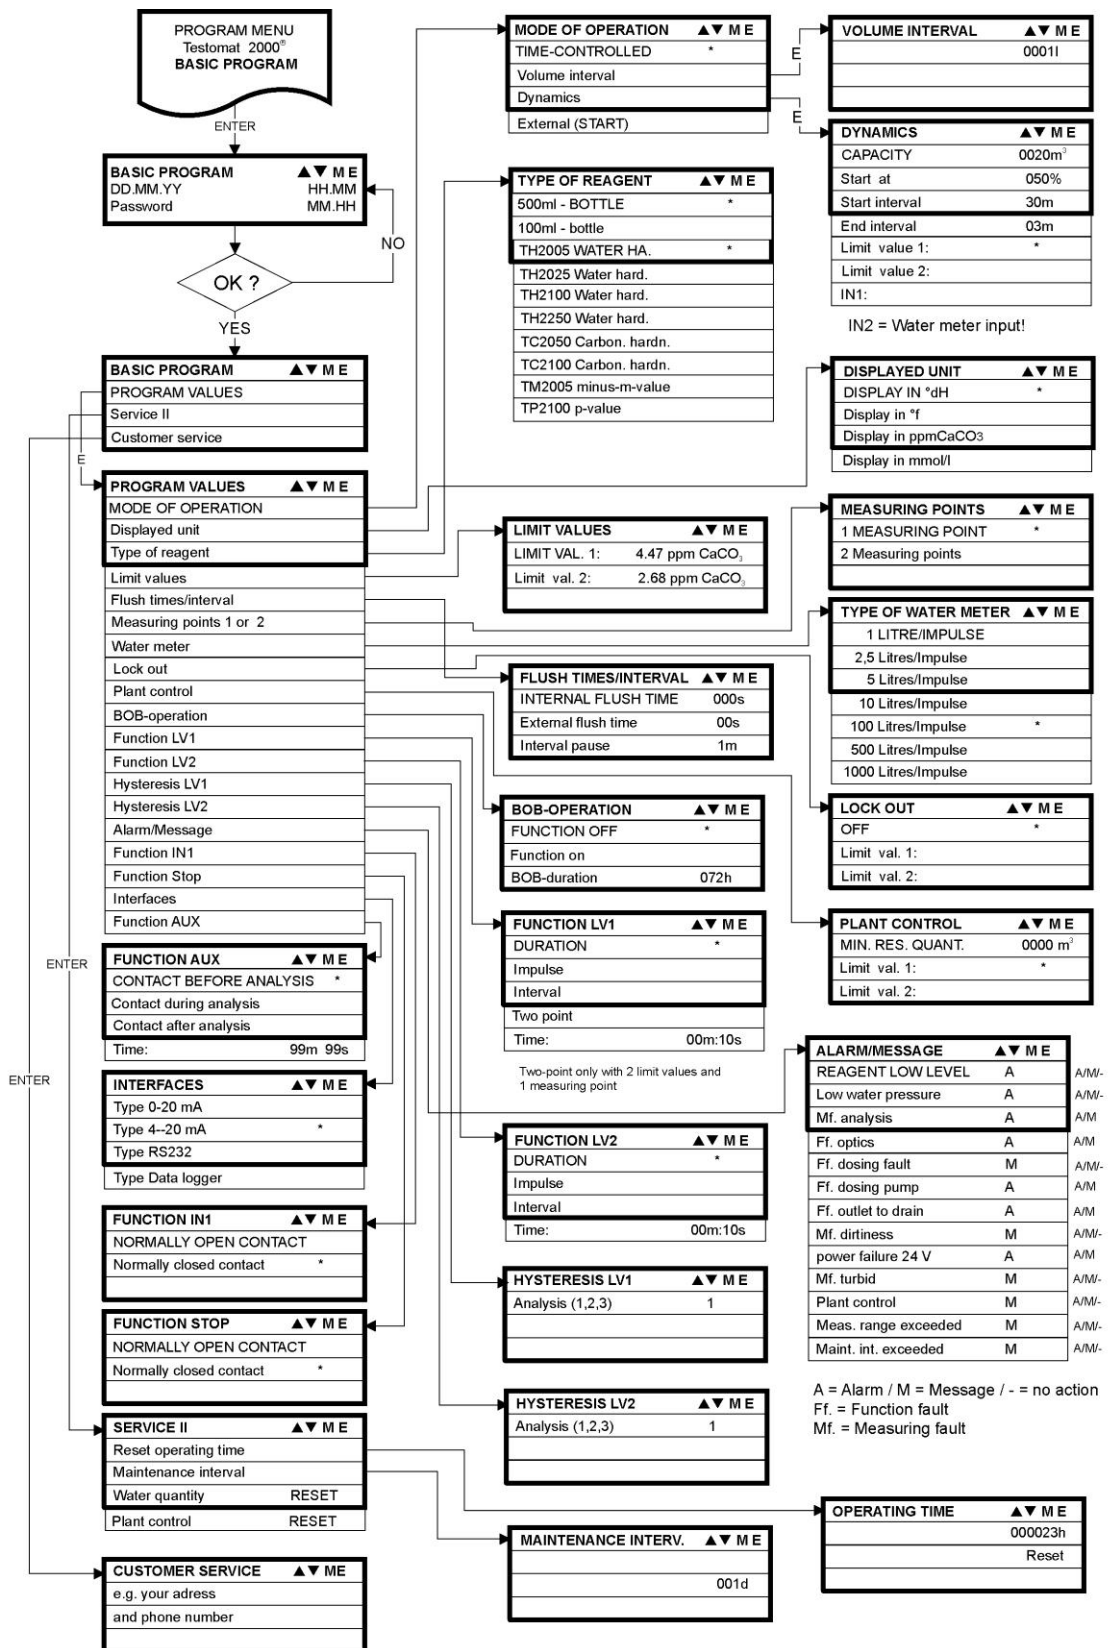 PROGRAM MENU
Testomat 2000®
BASIC PROGRAM
ENTER
BASIC PROGRAM ▲▼ M E
DD.MM.YY HH.MM
Password MM.HH
NO
OK ?
YES
BASIC PROGRAM ▲▼ M E
PROGRAM VALUES
Service II
Customer service
E
PROGRAM VALUES ▲▼ M E
MODE OF OPERATION
Displayed unit
Type of reagent
Limit values
Flush times/interval
Measuring points 1 or 2
Water meter
Lock out
Plant control
BOB-operation
Function LV1
Function LV2
Hysteresis LV1
Hysteresis LV2
Alarm/Message
Function IN1
Function Stop
Interfaces
Function AUX
ENTER
FUNCTION AUX ▲▼ M E
CONTACT BEFORE ANALYSIS *
Contact during analysis
Contact after analysis
Time: 99m 99s
ENTER
INTERFACES ▲▼ M E
Type 0-20 mA
Type 4--20 mA *
Type RS232
Type Data logger
FUNCTION IN1 ▲▼ M E
NORMALLY OPEN CONTACT
Normally closed contact *
FUNCTION STOP ▲▼ M E
NORMALLY OPEN CONTACT
Normally closed contact *
SERVICE II ▲▼ M E
Reset operating time
Maintenance interval
Water quantity RESET
Plant control RESET
CUSTOMER SERVICE ▲▼ ME
e.g. your adress
and phone number
MODE OF OPERATION ▲▼ M E
TIME-CONTROLLED *
Volume interval
Dynamics
External (START)
E
E
TYPE OF REAGENT ▲▼ M E
500ml - BOTTLE *
100ml - bottle
TH2005 WATER HA. *
TH2025 Water hard.
TH2100 Water hard.
TH2250 Water hard.
TC2050 Carbon. hardn.
TC2100 Carbon. hardn.
TM2005 minus-m-value
TP2100 p-value
LIMIT VALUES ▲▼ M E
LIMIT VAL. 1: 4.47 ppm CaCO₃
Limit val. 2: 2.68 ppm CaCO₃
FLUSH TIMES/INTERVAL ▲▼ M E
INTERNAL FLUSH TIME 000s
External flush time 00s
Interval pause 1m
BOB-OPERATION ▲▼ M E
FUNCTION OFF *
Function on
BOB-duration 072h
FUNCTION LV1 ▲▼ M E
DURATION *
Impulse
Interval
Two point
Time: 00m:10s
Two-point only with 2 limit values and
1 measuring point
FUNCTION LV2 ▲▼ M E
DURATION *
Impulse
Interval
Time: 00m:10s
HYSTERESIS LV1 ▲▼ M E
Analysis (1,2,3) 1
HYSTERESIS LV2 ▲▼ M E
Analysis (1,2,3) 1
MAINTENANCE INTERV. ▲▼ M E
001d
VOLUME INTERVAL ▲▼ M E
0001l
DYNAMICS ▲▼ M E
CAPACITY 0020m³
Start at 050%
Start interval 30m
End interval 03m
Limit value 1: *
Limit value 2:
IN1:
IN2 = Water meter input!
DISPLAYED UNIT ▲▼ M E
DISPLAY IN °dH *
Display in °f
Display in ppmCaCO3
Display in mmol/l
MEASURING POINTS ▲▼ M E
1 MEASURING POINT *
2 Measuring points
TYPE OF WATER METER ▲▼ M E
1 LITRE/IMPULSE
2,5 Litres/Impulse
5 Litres/Impulse
10 Litres/Impulse
100 Litres/Impulse *
500 Litres/Impulse
1000 Litres/Impulse
LOCK OUT ▲▼ M E
OFF *
Limit val. 1:
Limit val. 2:
PLANT CONTROL ▲▼ M E
MIN. RES. QUANT. 0000 m³
Limit val. 1: *
Limit val. 2:
ALARM/MESSAGE ▲▼ M E
REAGENT LOW LEVEL A A/M/-
Low water pressure A A/M/-
Mf. analysis A A/M
Ff. optics A A/M
Ff. dosing fault M A/M/-
Ff. dosing pump A A/M
Ff. outlet to drain A A/M
Mf. dirtiness M A/M/-
power failure 24 V A A/M
Mf. turbid M A/M/-
Plant control M A/M/-
Meas. range exceeded M A/M/-
Maint. int. exceeded M A/M/-
A = Alarm / M = Message / - = no action
Ff. = Function fault
Mf. = Measuring fault
OPERATING TIME ▲▼ M E
000023h
Reset